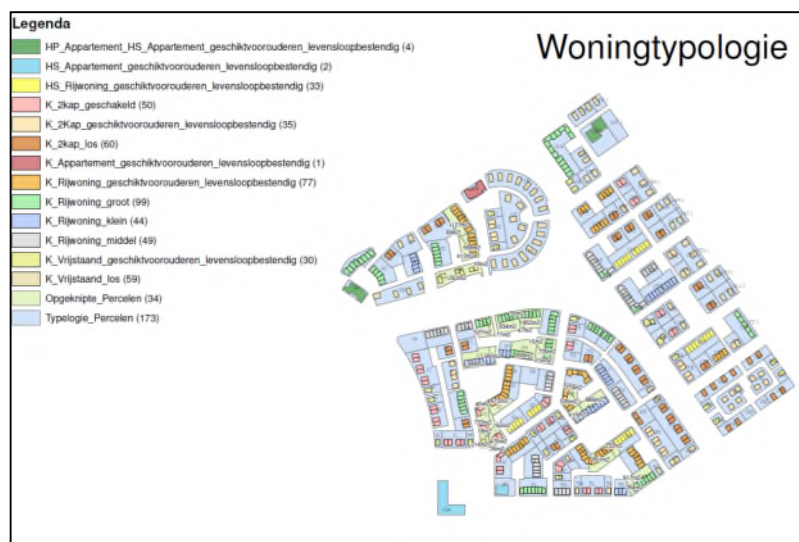 Legenda
Woningtypologie
HP_Appartement_HS_Appartement_geschiktvoorouderen_levensloopbestendig (4)
HS_Appartement_geschiktvoorouderen_levensloopbestendig (2)
HS_Rijwoning_geschiktvoorouderen_levensloopbestendig (33)
K_2kap_geschakeld (50)
K_2Kap_geschiktvoorouderen_levensloopbestendig (35)
K_2kap_los (60)
K_Appartement_geschiktvoorouderen_levensloopbestendig (1)
K_Rijwoning_geschiktvoorouderen_levensloopbestendig (77)
K_Rijwoning_groot (99)
K_Rijwoning_klein (44)
K_Rijwoning_middel (49)
K_Vrijstaand_geschiktvoorouderen_levensloopbestendig (30)
K_Vrijstaand_los (59)
Opgeknipte_Percelen (34)
Typologie_Percelen (173)